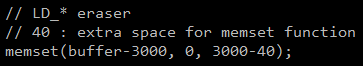 // LD_* eraser
// 40 : extra space for memset function
memset(buffer-3000, 0, 3000-40);